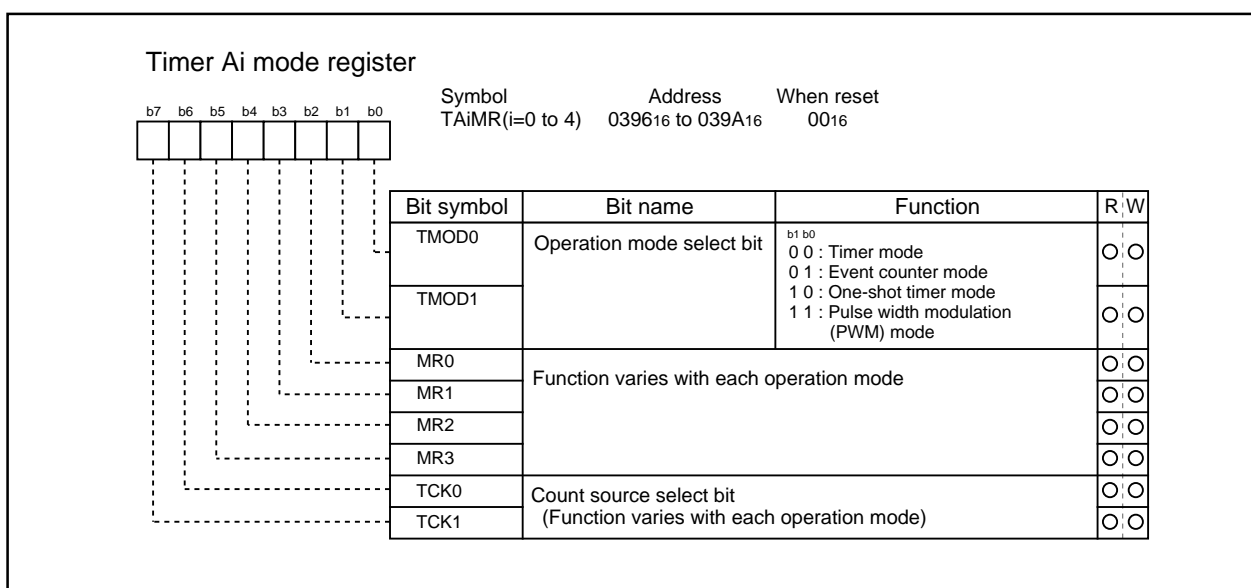 Timer Ai mode register
Symbol Address When reset
TAiMR(i=0 to 4) 039616 to 039A16 0016
b7 b6 b5 b4 b3 b2 b1 b0
Bit symbol Bit name Function R W
TMOD0 Operation mode select bit
b1 b0
0 0 : Timer mode
0 1 : Event counter mode
TMOD1 1 0 : One-shot timer mode
1 1 : Pulse width modulation
(PWM) mode
MR0
Function varies with each operation mode
MR1
MR2
MR3
TCK0 Count source select bit
TCK1 (Function varies with each operation mode)